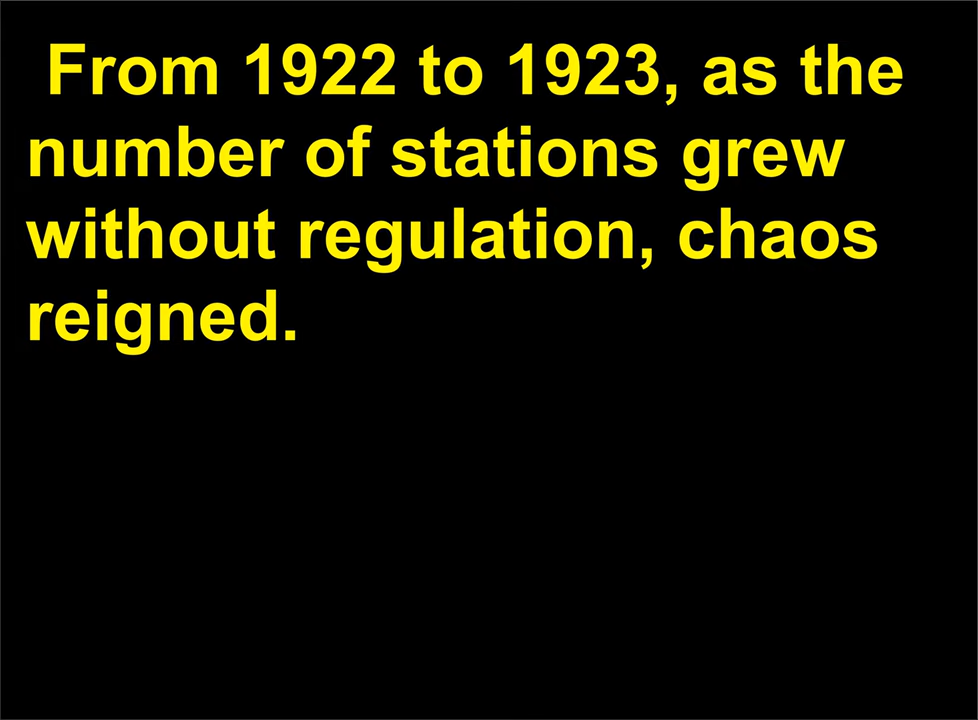 From 1922 to 1923, as the
number of stations grew
without regulation, chaos
reigned.